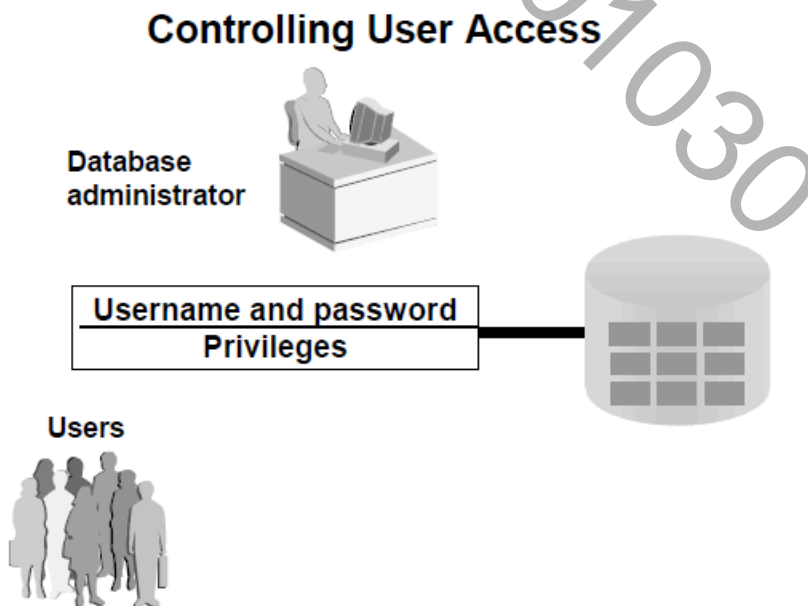 Controlling User Access
Database
administrator
Username and password
Privileges
Users